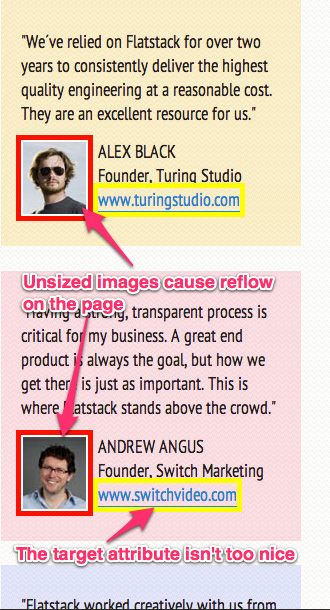 "We´ve relied on Flatstack for over two
years to consistently deliver the highest
quality engineering at a reasonable cost.
They are an excellent resource for us."
ALEX BLACK
Founder, Turing Studio
www.turingstudio.com
Unsized images cause reflow
on the page
"Having a strong, transparent process is
critical for my business. A great end
product is always the goal, but how we
get there is just as important. This is
where Flatstack stands above the crowd."
ANDREW ANGUS
Founder, Switch Marketing
www.switchvideo.com
The target attribute isn't too nice
"Flatstack worked creatively with us from